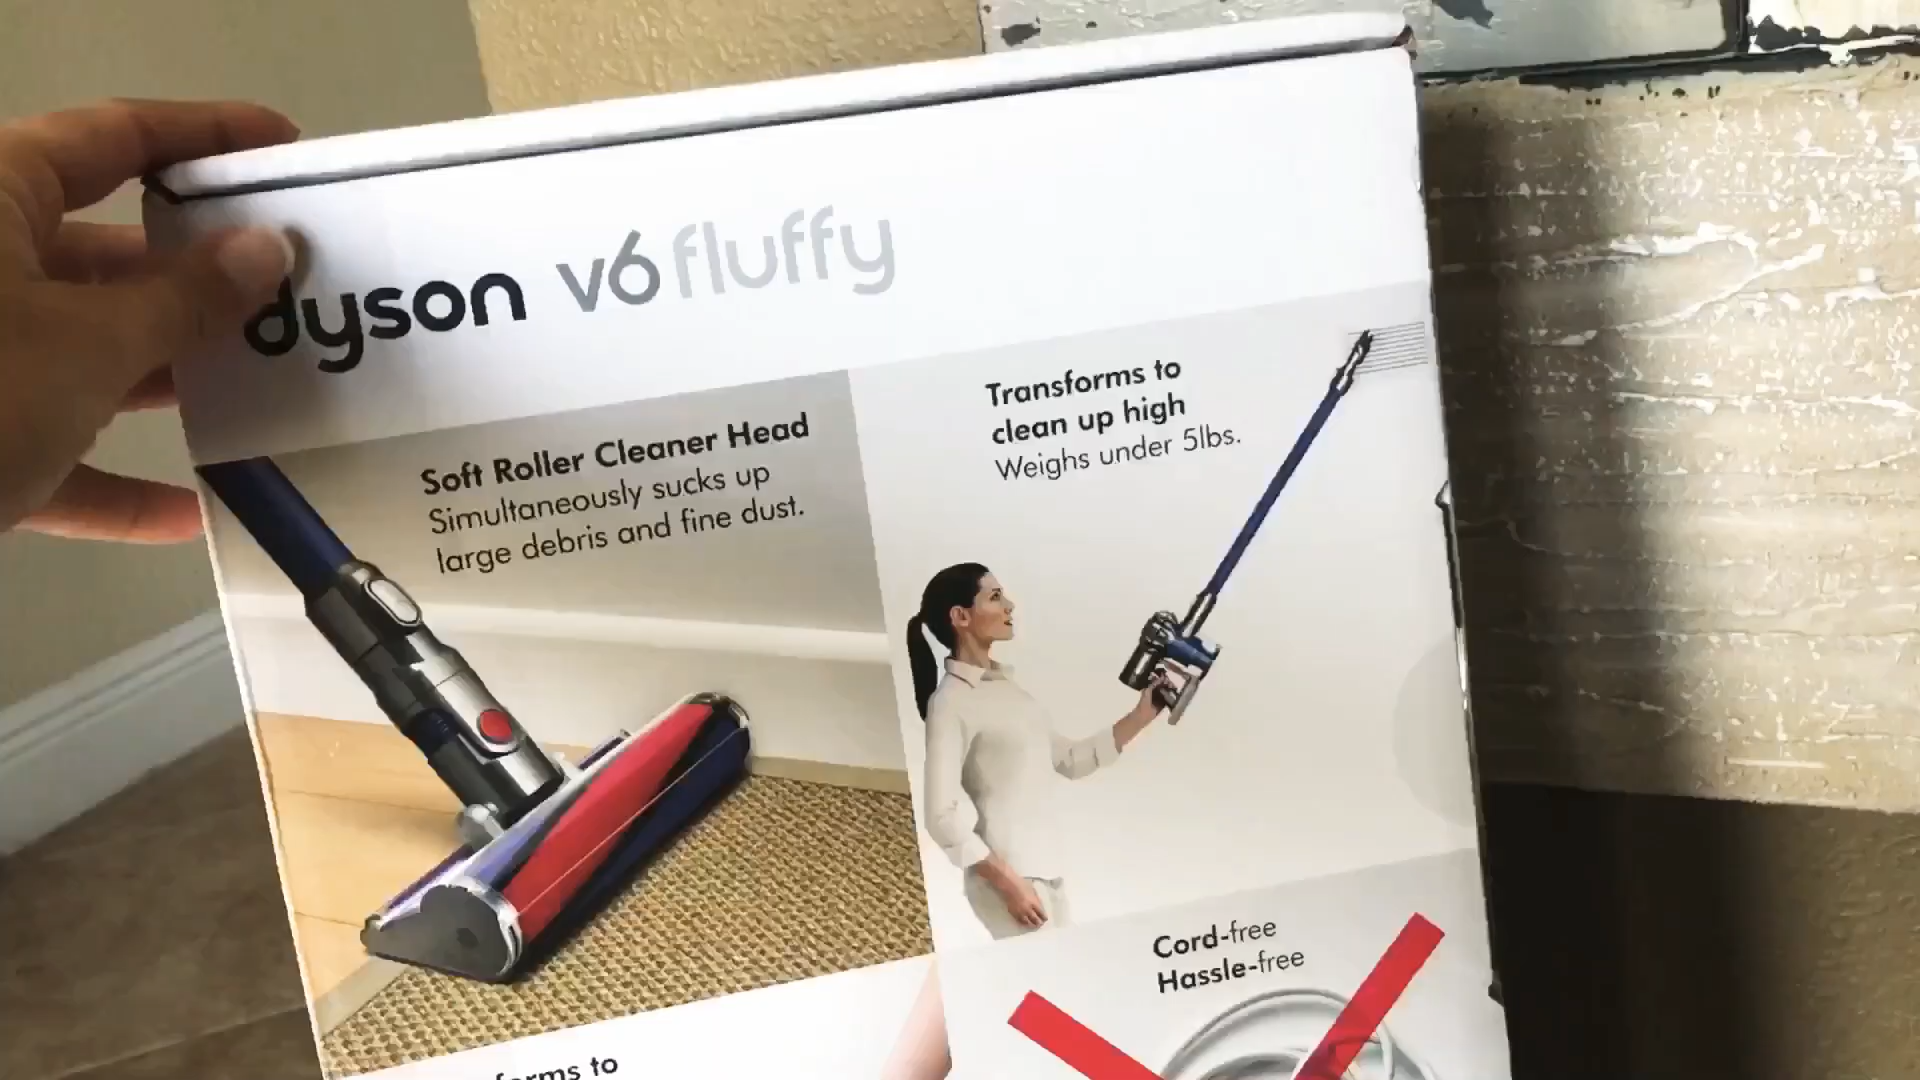 dyson v6 fluffy
Soft Roller Cleaner Head
Simultaneously sucks up
large debris and fine dust.
Transforms to
clean up high
Weighs under 5lbs.
Cord-free
Hassle-free
to